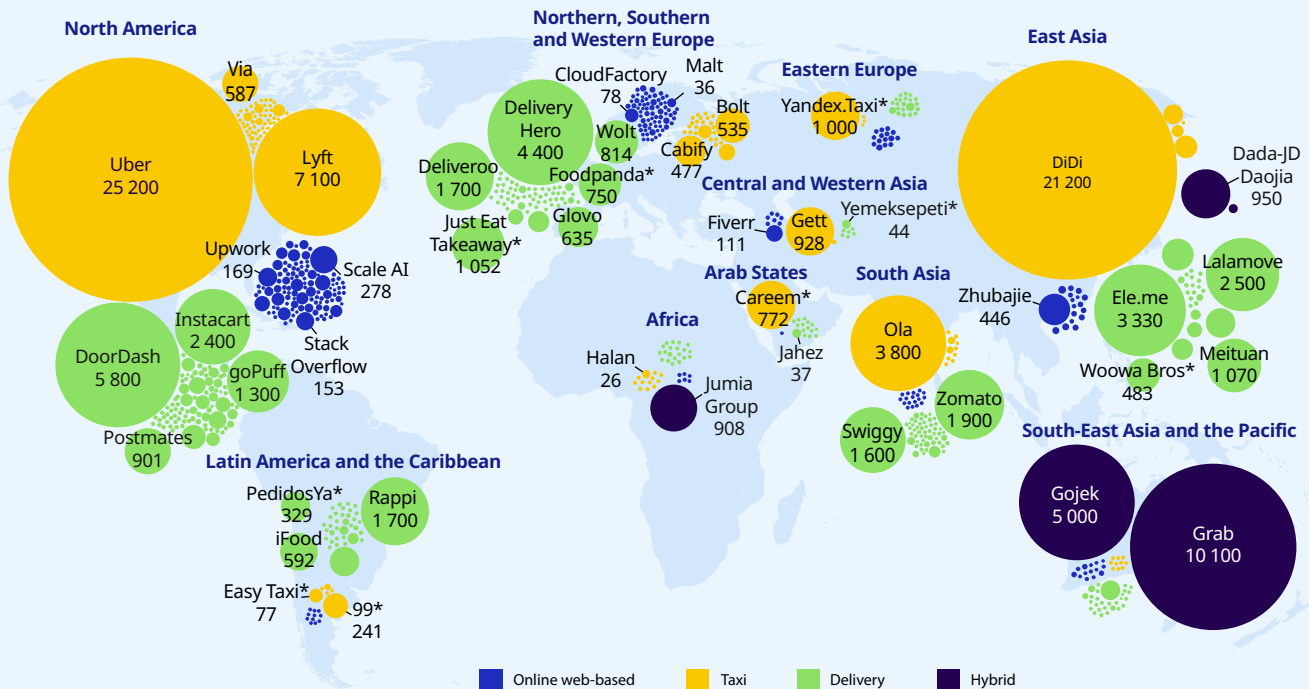 North America
Via
587
Uber
25 200
Lyft
7 100
Upwork
169
Scale AI
278
Stack
Overflow
153
Instacart
2 400
DoorDash
5 800
goPuff
1 300
Postmates
901
Northern, Southern
and Western Europe
CloudFactory
78
Malt
36
Delivery
Hero
4 400
Wolt
814
Bolt
535
Cabify
477
Deliveroo
1 700
Foodpanda*
750
Just Eat
Takeaway*
1 052
Glovo
635
Eastern Europe
Yandex.Taxi*
1 000
Central and Western Asia
Fiverr
111
Gett
928
Yemeksepeti*
44
Arab States
Careem*
772
Jahez
37
South Asia
Ola
3 800
Zomato
1 900
Swiggy
1 600
Africa
Halan
26
Jumia
Group
908
East Asia
DiDi
21 200
Dada-JD
Daojia
950
Zhubajie
446
Ele.me
3 330
Lalamove
2 500
Meituan
1 070
Woowa Bros*
483
South-East Asia and the Pacific
Gojek
5 000
Grab
10 100
Latin America and the Caribbean
PedidosYa*
329
Rappi
1 700
iFood
592
Easy Taxi*
77
99*
241
Online web-based
Taxi
Delivery
Hybrid